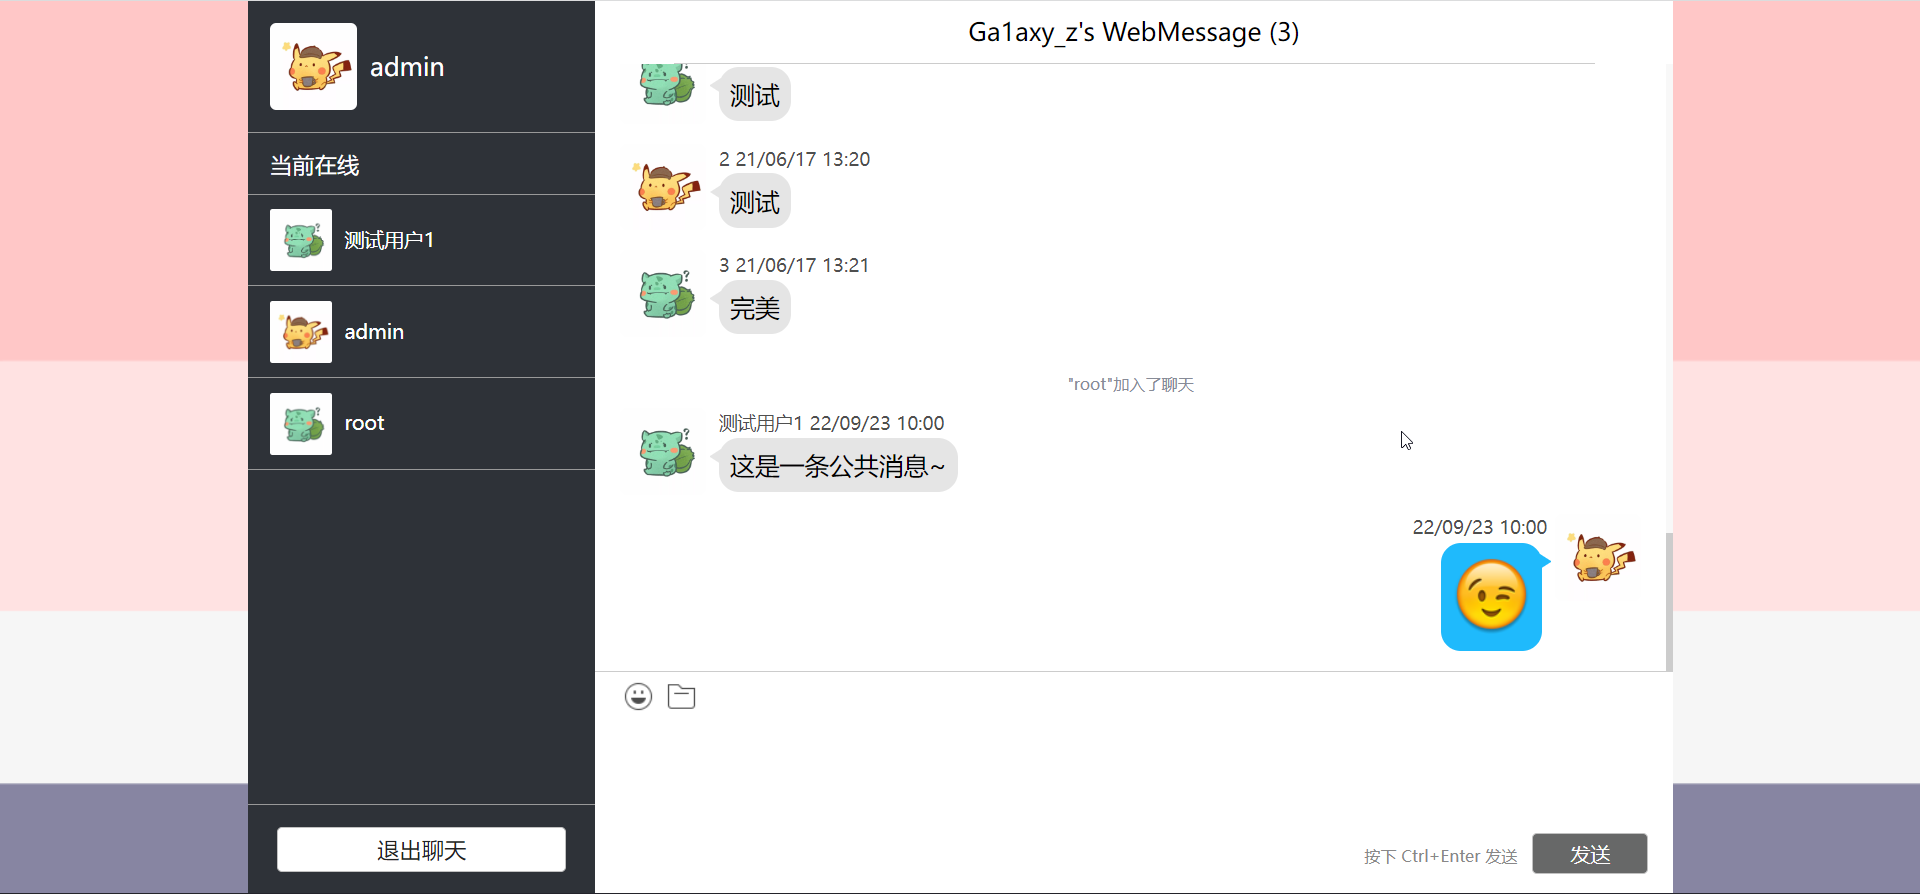 admin
当前在线
测试用户1
admin
root
退出聊天
Ga1axy_z's WebMessage (3)
测试
2 21/06/17 13:20
测试
3 21/06/17 13:21
完美
"root"加入了聊天
测试用户1 22/09/23 10:00
这是一条公共消息~
22/09/23 10:00
按下 Ctrl+Enter 发送
发送